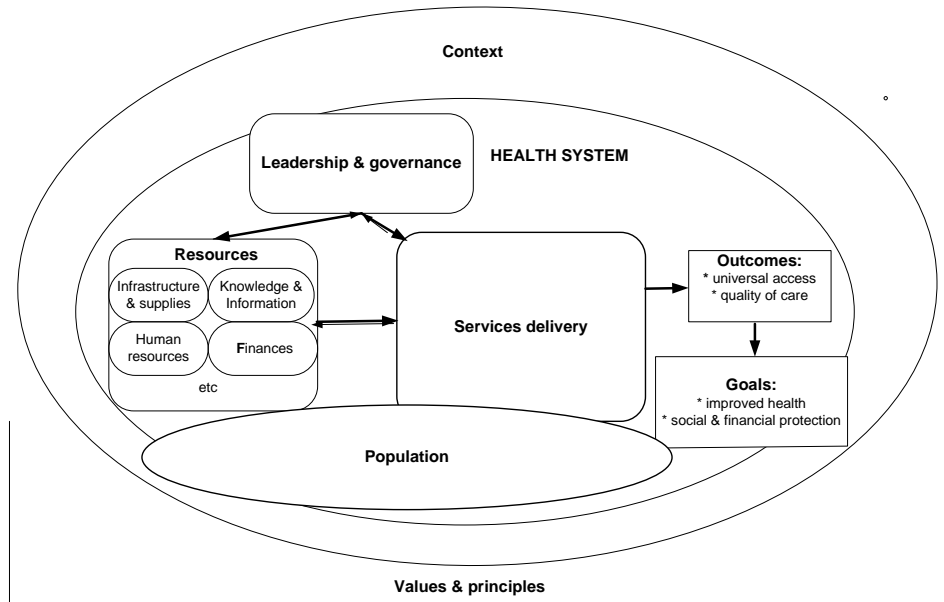 Context
Leadership & governance
HEALTH SYSTEM
Resources
Infrastructure
& supplies
Knowledge &
Information
Human
resources
Finances
etc
Services delivery
Outcomes:
* universal access
* quality of care
Goals:
* improved health
* social & financial protection
Population
Values & principles